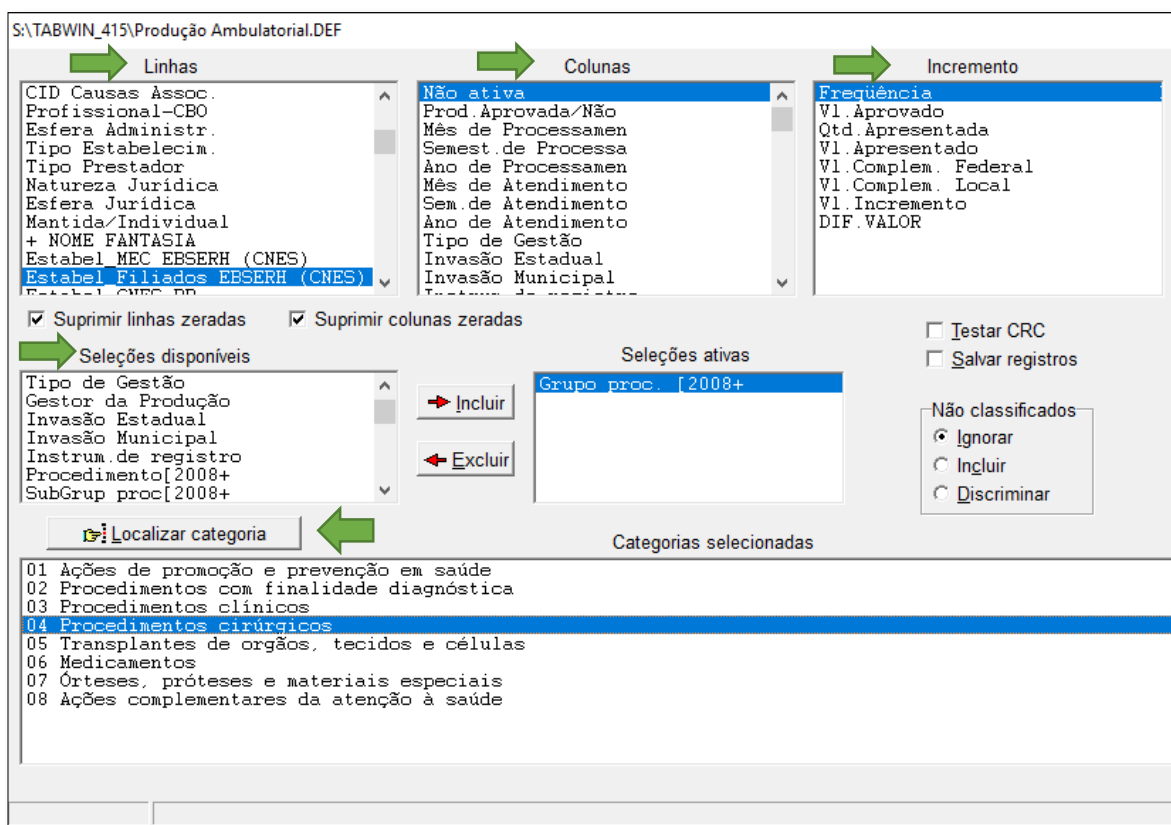 S:\TABWIN_415\Produção Ambulatorial.DEF
Linhas
CID Causas Assoc.
Profissional-CBO
Esfera Administr.
Tipo Estabelecim.
Tipo Prestador
Natureza Jurídica
Esfera Jurídica
Mantida/Individual
+ NOME FANTASIA
Estabel_MEC EBSERH (CNES)
Estabel_Filiados EBSERH (CNES)
Colunas
Não ativa
Prod.Aprovada/Não
Mês de Processamen
Semest.de Processa
Ano de Processamen
Mês de Atendimento
Sem.de Atendimento
Ano de Atendimento
Tipo de Gestão
Invasão Estadual
Invasão Municipal
Incremento
Freqüência
Vl.Aprovado
Qtd.Apresentada
Vl.Apresentado
Vl.Complem. Federal
Vl.Complem. Local
Vl.Incremento
DIF.VALOR
Suprimir linhas zeradas
Suprimir colunas zeradas
Testar CRC
Salvar registros
Seleções disponíveis
Tipo de Gestão
Gestor da Produção
Invasão Estadual
Invasão Municipal
Instrum.de registro
Procedimento[2008+
SubGrup proc[2008+
Incluir
Excluir
Seleções ativas
Grupo proc. [2008+
Não classificados
Ignorar
Incluir
Discriminar
Localizar categoria
Categorias selecionadas
01 Ações de promoção e prevenção em saúde
02 Procedimentos com finalidade diagnóstica
03 Procedimentos clínicos
04 Procedimentos cirúrgicos
05 Transplantes de orgãos, tecidos e células
06 Medicamentos
07 Órteses, próteses e materiais especiais
08 Ações complementares da atenção à saúde